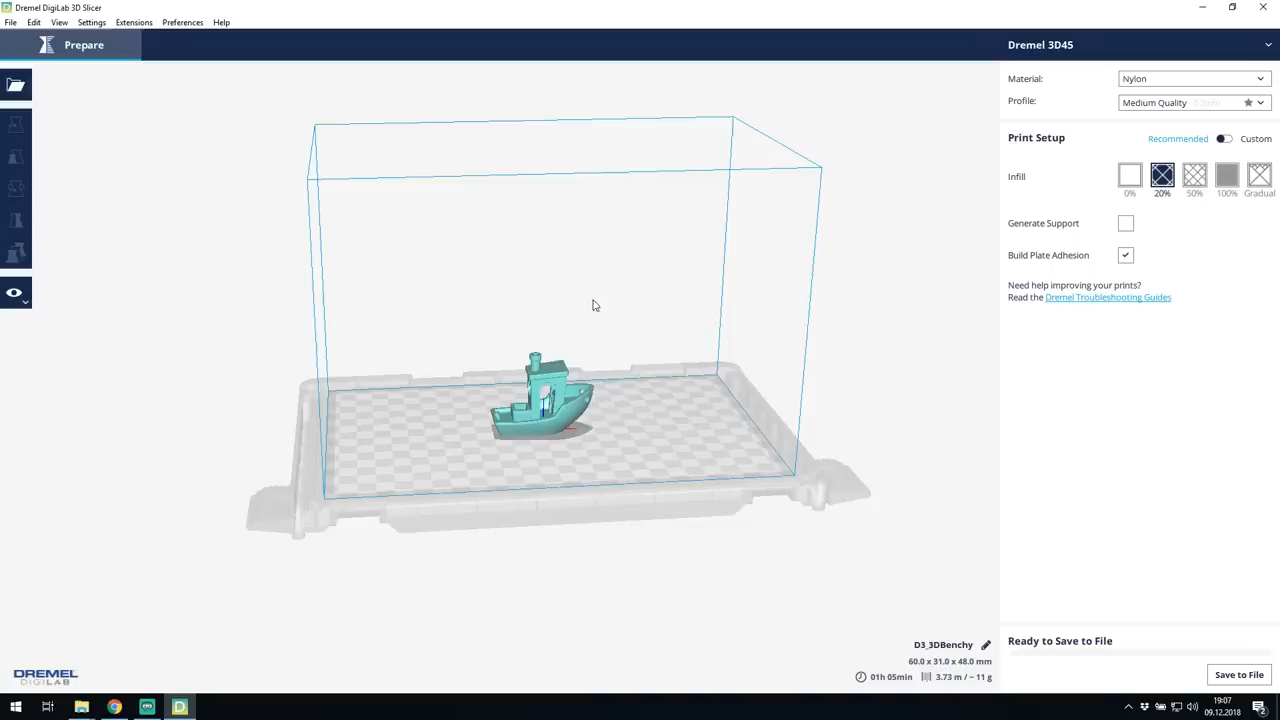 Dremel DigiLab 3D Slicer
File Edit View Settings Extensions Preferences Help
Prepare
Dremel 3D45
Material: Nylon
Profile: Medium Quality 0.2mm
Print Setup Recommended Custom
Infill
0% 20% 50% 100% Gradual
Generate Support
Build Plate Adhesion
Need help improving your prints?
Read the Dremel Troubleshooting Guides
D3_3DBenchy
60.0 x 31.0 x 48.0 mm
01h 05min 3.73 m / ~ 11 g
Ready to Save to File
Save to File
DREMEL
DIGILAB
19:07
09.12.2018
2